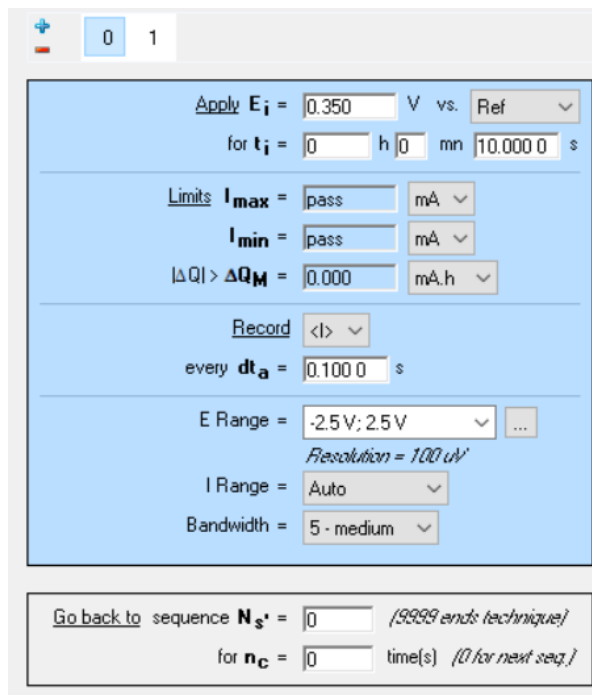 0 1
Apply Ei = 0.350 V vs. Ref
for ti = 0 h 0 mn 10.000 0 s
Limits Imax = pass mA
Imin = pass mA
|ΔQ| > ΔQM = 0.000 mA.h
Record <I>
every dta = 0.100 0 s
E Range = -2.5 V; 2.5 V ...
Resolution = 100 uV
I Range = Auto
Bandwidth = 5 - medium
Go back to sequence Ns' = 0 (9999 ends technique)
for nc = 0 time(s) (0 for next seq.)